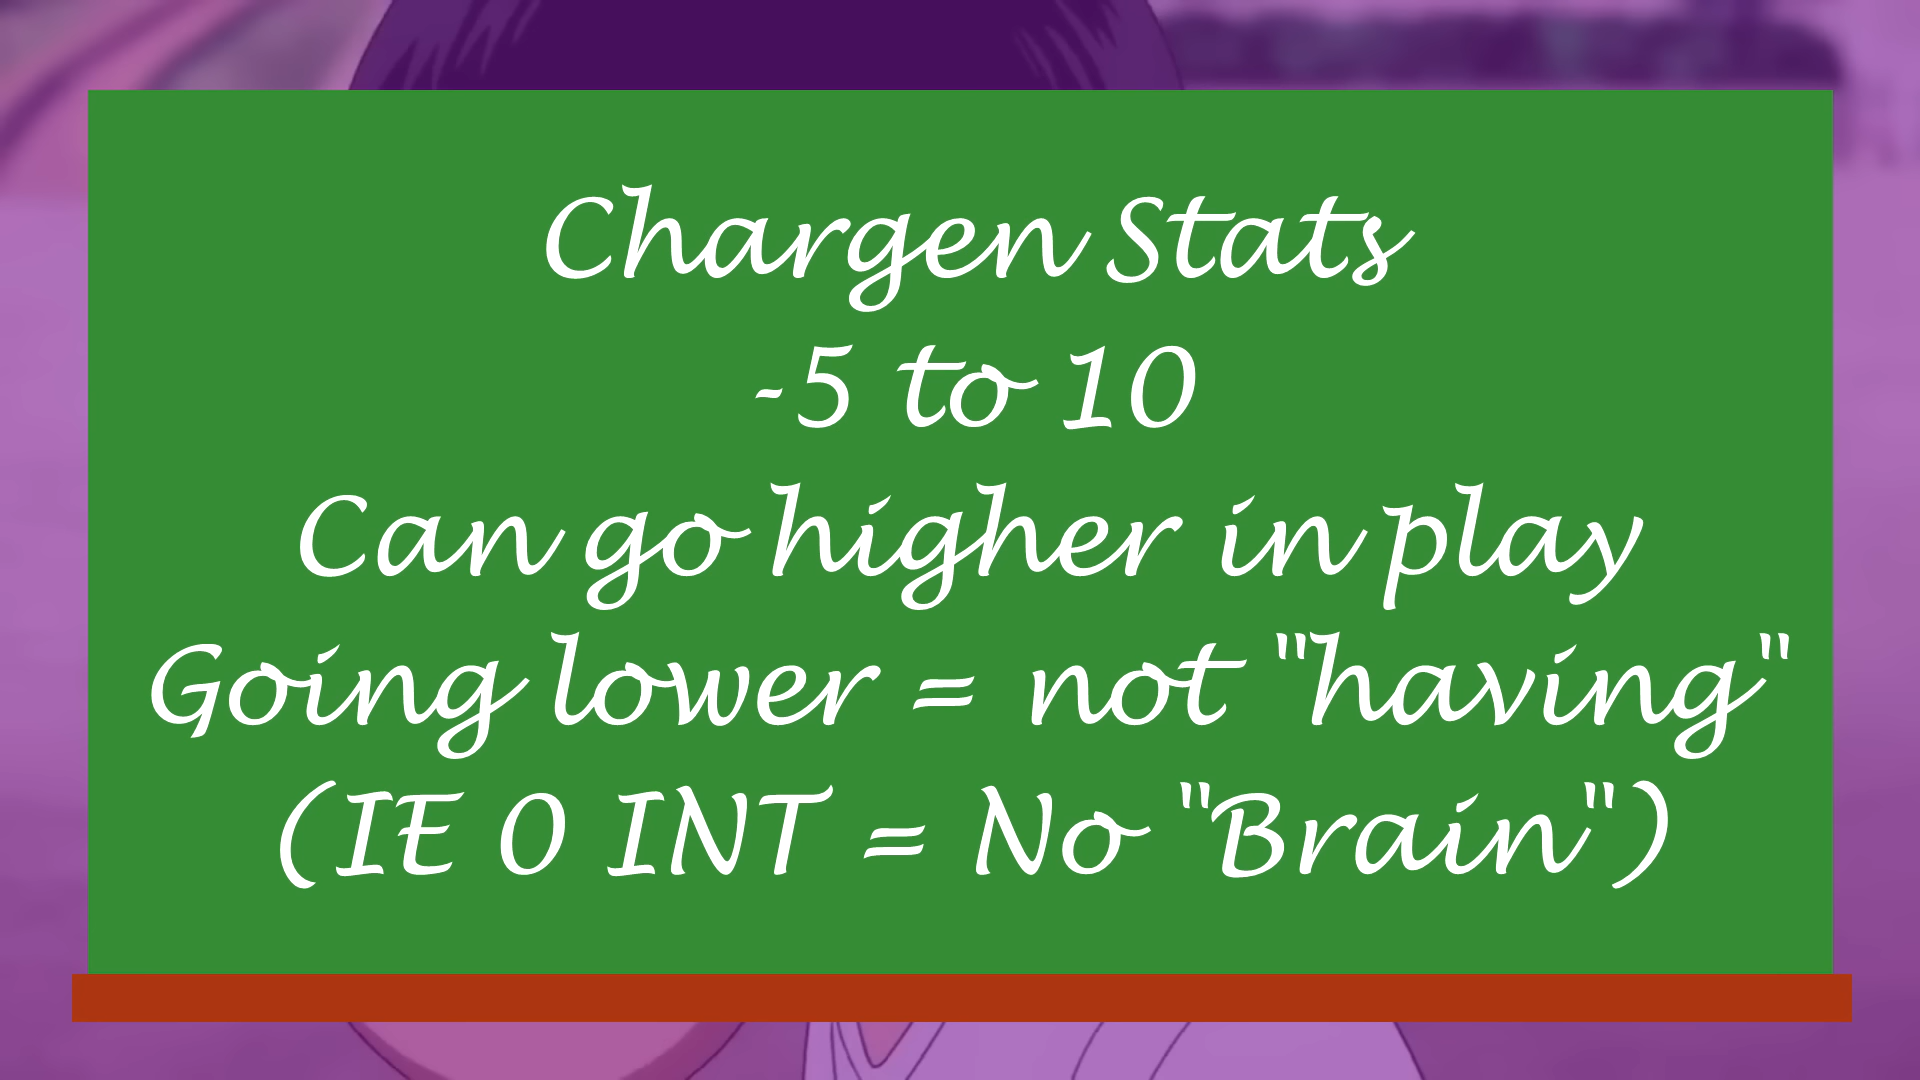 Chargen Stats
-5 to 10
Can go higher in play
Going lower = not "having"
(IE 0 INT = No "Brain")